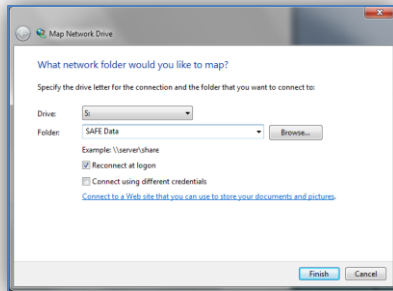 Map Network Drive
What network folder would you like to map?
Specify the drive letter for the connection and the folder that you want to connect to:
Drive: S:
Folder: SAFE Data Browse...
Example: \\server\share
Reconnect at logon
Connect using different credentials
Connect to a Web site that you can use to store your documents and pictures.
Finish Cancel